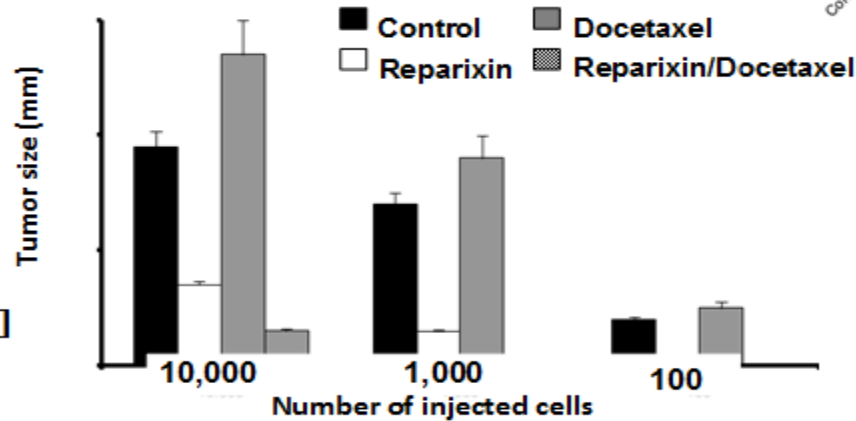 Control
Docetaxel
Reparixin
Reparixin/Docetaxel
Tumor size (mm)
]
10,000
1,000
100
Number of injected cells